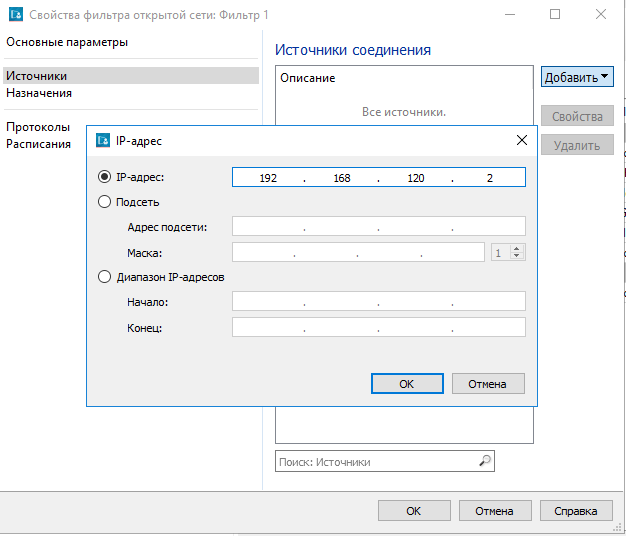 Свойства фильтра открытой сети: Фильтр 1
Основные параметры
Источники
Назначения
Протоколы
Расписания
Источники соединения
Описание
Все источники.
Добавить
Свойства
Удалить
IP-адрес
IP-адрес: 192 . 168 . 120 . 2
Подсеть
Адрес подсети: . . .
Маска: . . . 1
Диапазон IP-адресов
Начало: . . .
Конец: . . .
ОК Отмена
Поиск: Источники
ОК Отмена Справка